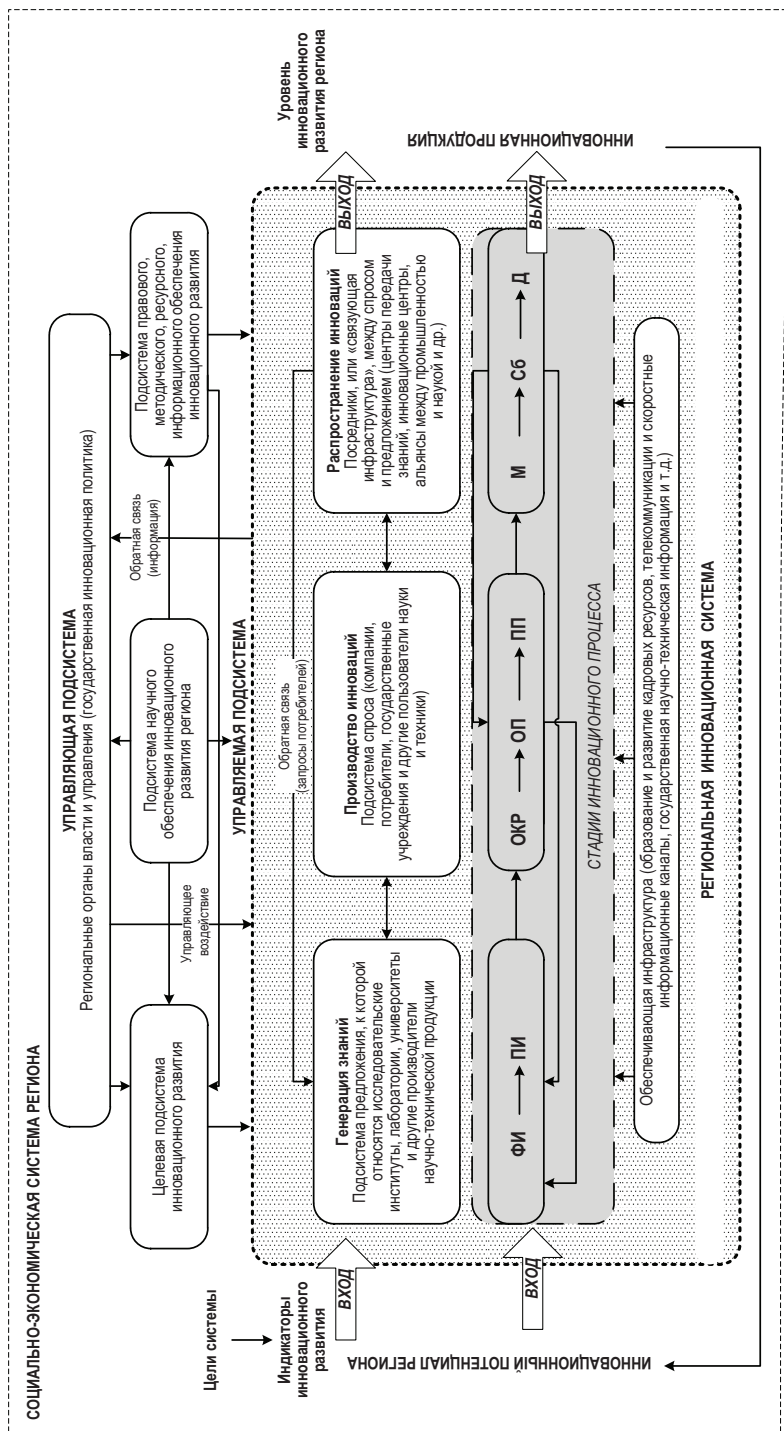 СОЦИАЛЬНО-ЭКОНОМИЧЕСКАЯ СИСТЕМА РЕГИОНА
УПРАВЛЯЮЩАЯ ПОДСИСТЕМА
Региональные органы власти и управления (государственная инновационная политика)
Целевая подсистема
инновационного развития
Управляющее
воздействие
Подсистема научного
обеспечения инновационного
развития региона
Обратная связь
(информация)
Подсистема правового,
методического, ресурсного,
информационного обеспечения
инновационного развития
Цели системы
Индикаторы
инновационного
развития
УПРАВЛЯЕМАЯ ПОДСИСТЕМА
Обратная связь
(запросы потребителей)
Уровень
инновационного
развития региона
ВХОД
Генерация знаний
Подсистема предложения, к которой
относятся исследовательские
институты, лаборатории, университеты
и другие производители
научно-технической продукции
Производство инноваций
Подсистема спроса (компании,
потребители, государственные
учреждения и другие пользователи науки
и техники)
Распространение инноваций
Посредники, или «связующая
инфраструктура», между спросом
и предложением (центры передачи
знаний, инновационные центры,
альянсы между промышленностью
и наукой и др.)
ВЫХОД
ИННОВАЦИОННЫЙ ПОТЕНЦИАЛ РЕГИОНА
ВХОД
ФИ ПИ
ОКР ОП ПП
М Сб Д
ВЫХОД
ИННОВАЦИОННАЯ ПРОДУКЦИЯ
СТАДИИ ИННОВАЦИОННОГО ПРОЦЕССА
Обеспечивающая инфраструктура (образование и развитие кадровых ресурсов, телекоммуникации и скоростные
информационные каналы, государственная научно-техническая информация и т.д.)
РЕГИОНАЛЬНАЯ ИННОВАЦИОННАЯ СИСТЕМА